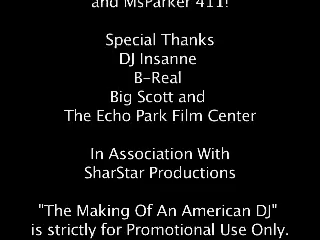 and MsParker 411!
Special Thanks
DJ Insanne
B-Real
Big Scott and
The Echo Park Film Center
In Association With
SharStar Productions
"The Making Of An American DJ"
is strictly for Promotional Use Only.